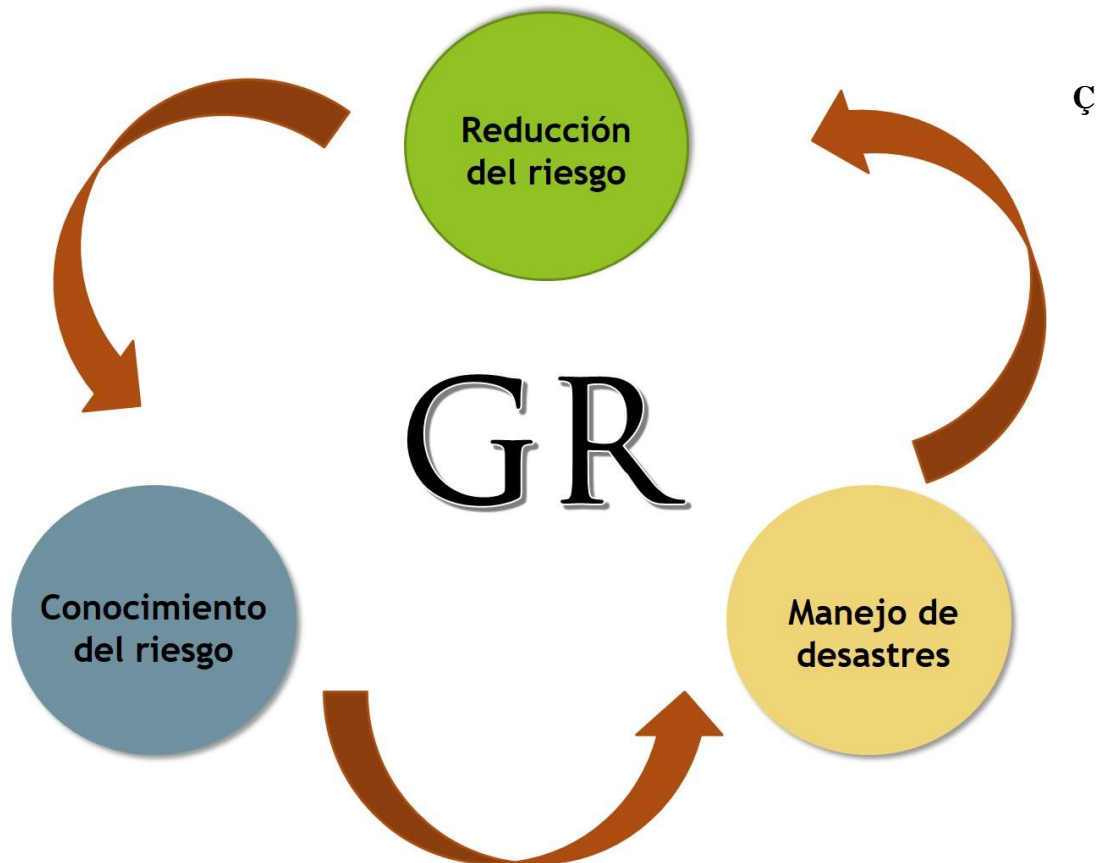 Reducción
del riesgo
Ç
GR
Conocimiento
del riesgo
Manejo de
desastres